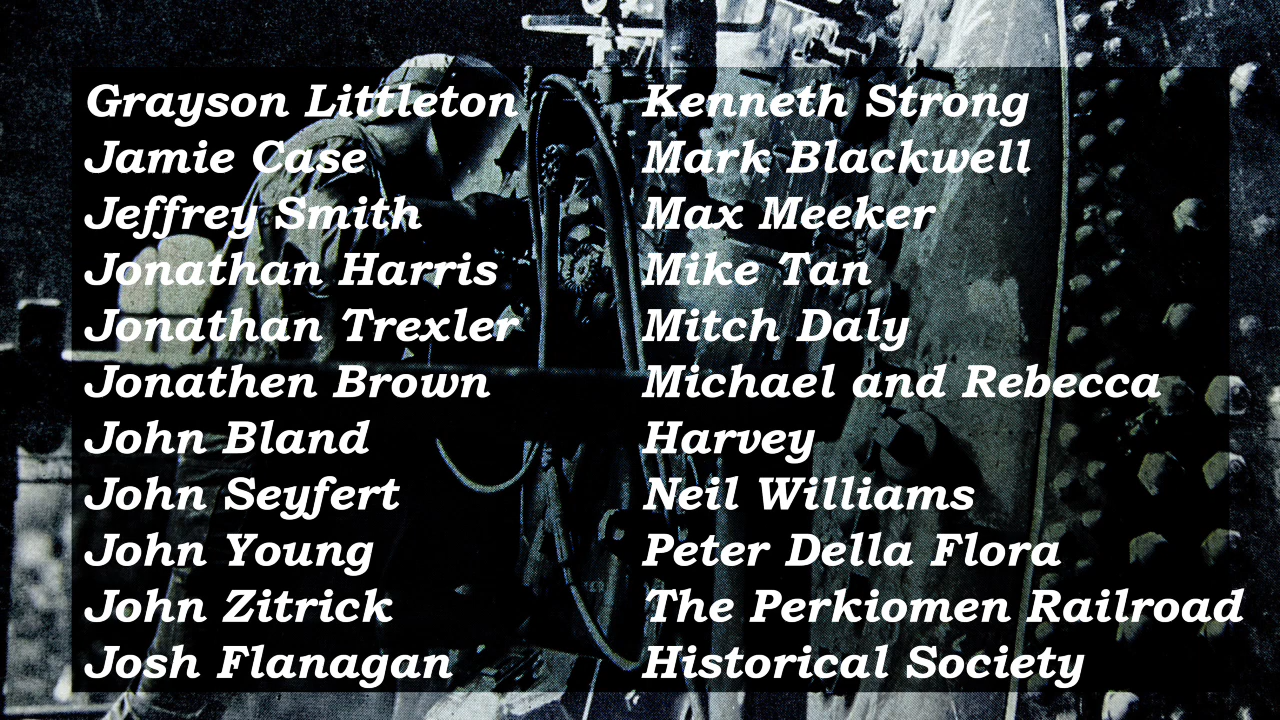 Grayson Littleton
Jamie Case
Jeffrey Smith
Jonathan Harris
Jonathan Trexler
Jonathen Brown
John Bland
John Seyfert
John Young
John Zitrick
Josh Flanagan
Kenneth Strong
Mark Blackwell
Max Meeker
Mike Tan
Mitch Daly
Michael and Rebecca
Harvey
Neil Williams
Peter Della Flora
The Perkiomen Railroad
Historical Society